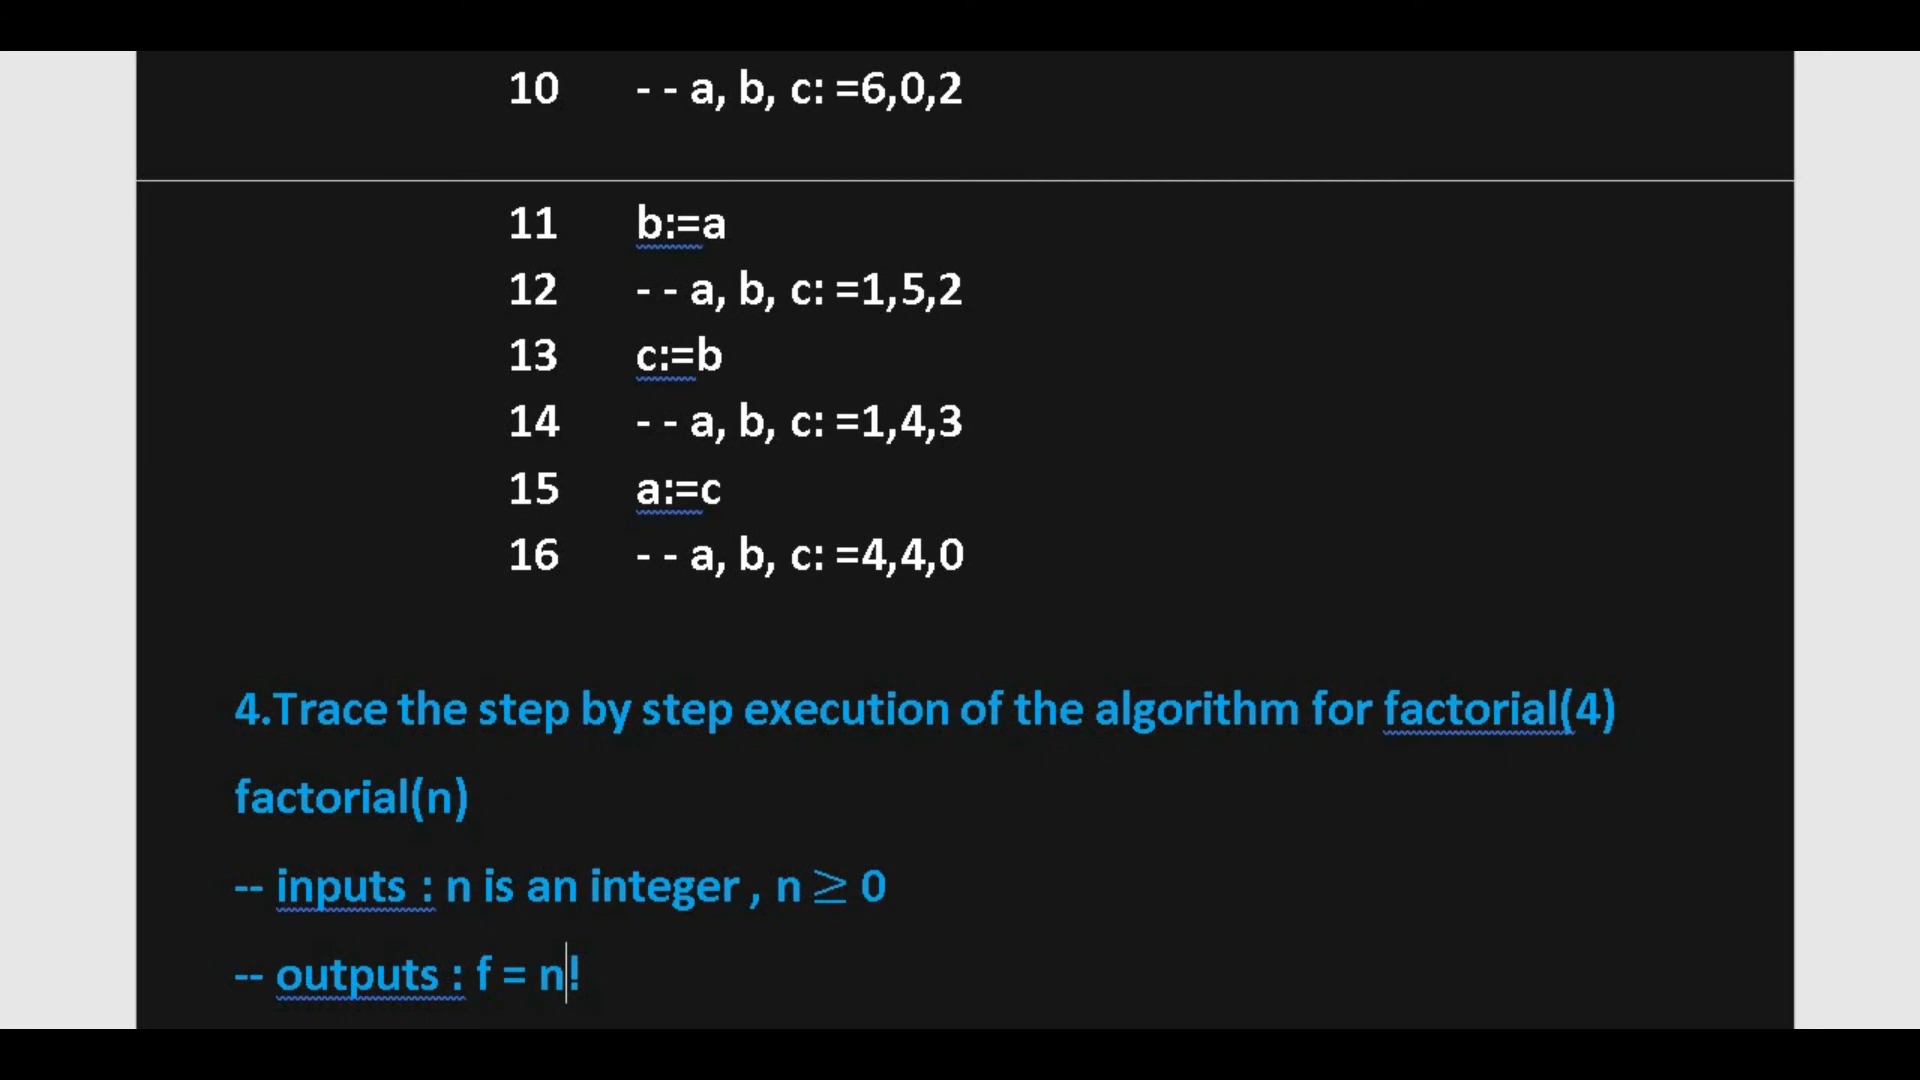 10 - - a, b, c: =6,0,2
11 b:=a
12 - - a, b, c: =1,5,2
13 c:=b
14 - - a, b, c: =1,4,3
15 a:=c
16 - - a, b, c: =4,4,0
4.Trace the step by step execution of the algorithm for factorial(4)
factorial(n)
-- inputs : n is an integer , n ≥ 0
-- outputs : f = n!